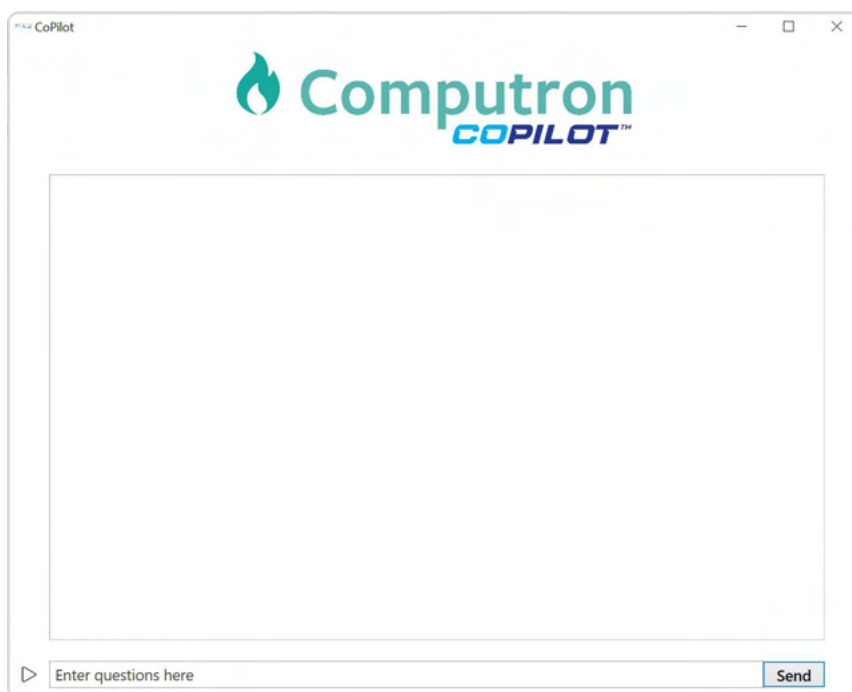 CoPilot
Computron
COPILOT™
Enter questions here
Send